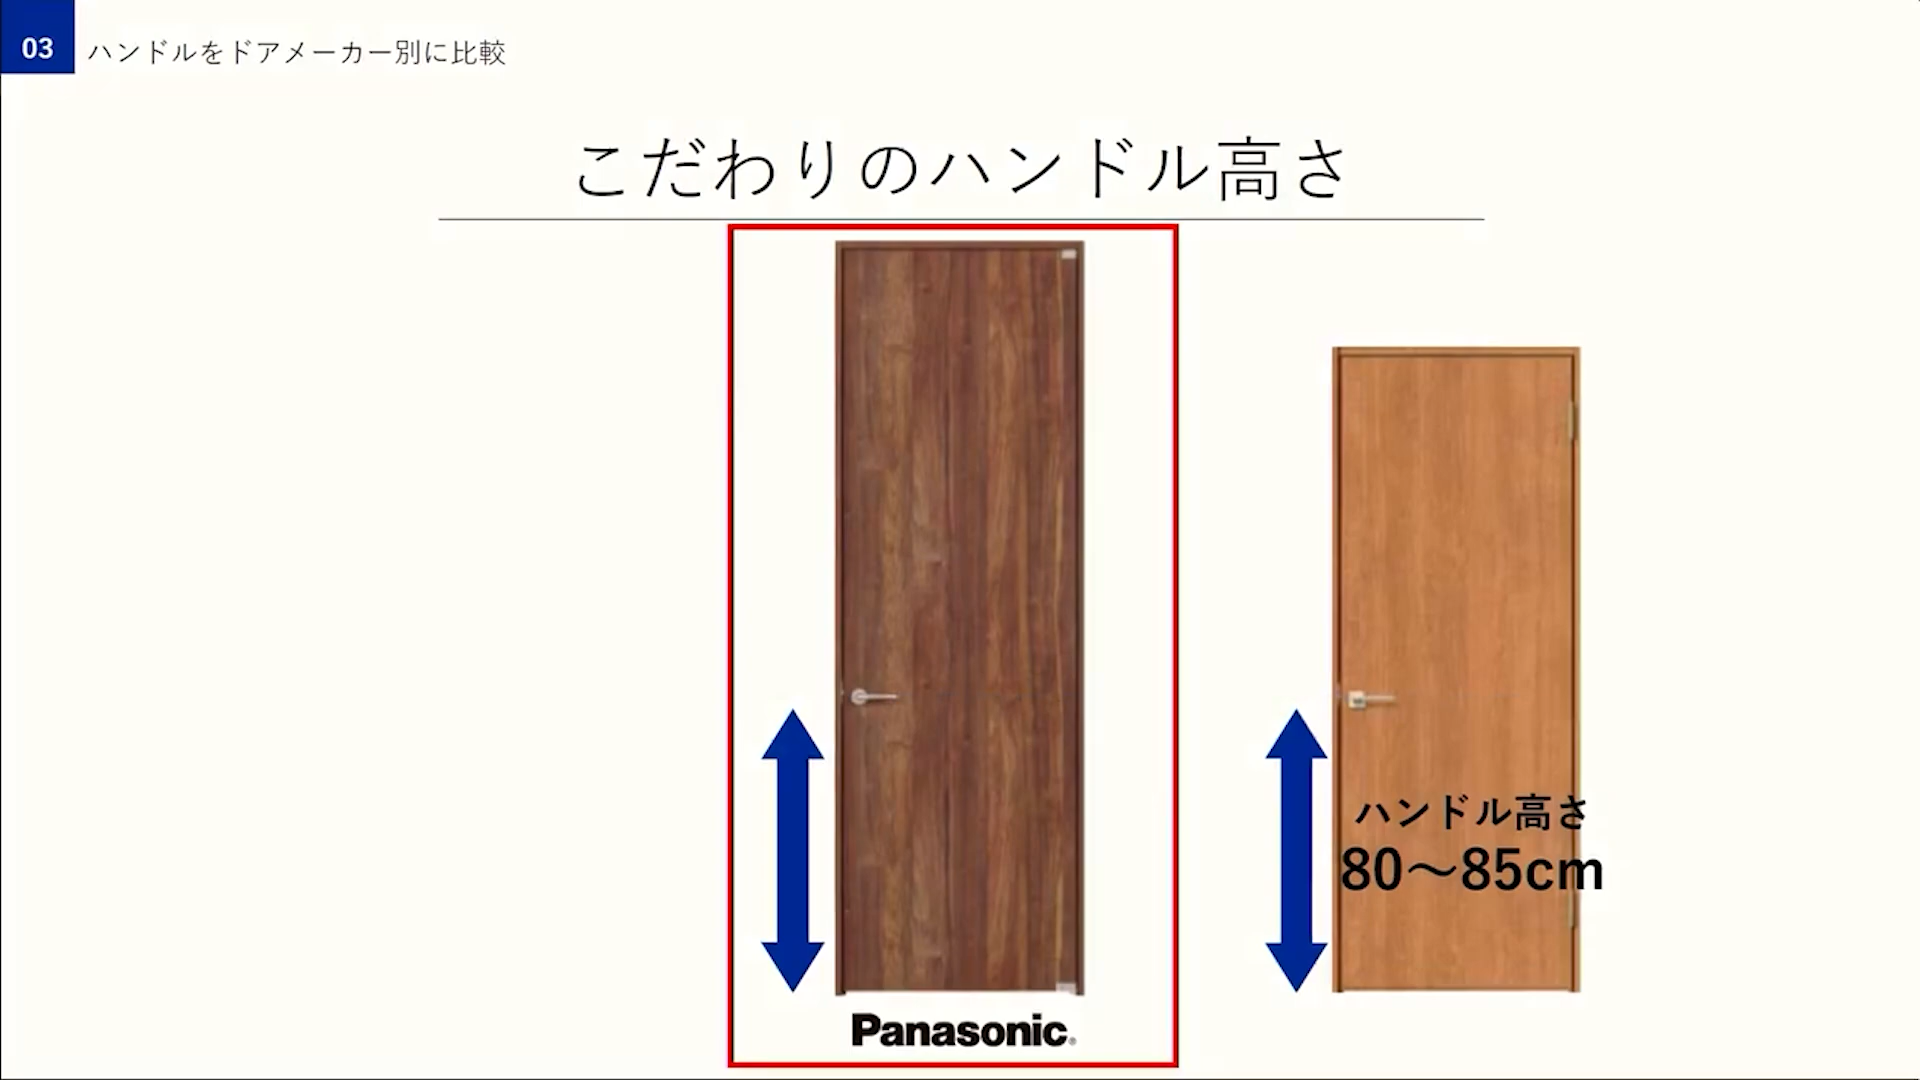 03
ハンドルをドアメーカー別に比較
こだわりのハンドル高さ
ハンドル高さ
80〜85cm
Panasonic